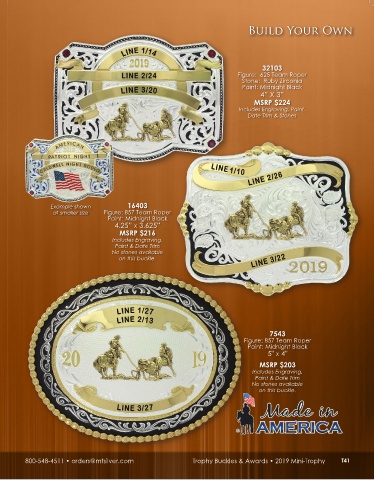 BUILD YOUR OWN
LINE 1/14
2019
LINE 2/24
LINE 3/20
32103
Figure: 625 Team Roper
Stone: Ruby Zirconia
Paint: Midnight Black
4" X 3"
MSRP $224
Includes Engraving, Paint
Date Trim & Stones
AMERICAN
PATRIOT NIGHT
Example shown
at smaller size
16403
Figure: 857 Team Roper
Paint: Midnight Black
4.25" x 3.625"
MSRP $216
Includes Engraving,
Paint & Date Trim
No stones available
on this buckle
LINE 1/10
LINE 2/26
LINE 3/22
2019
LINE 1/27
LINE 2/13
20 19
LINE 3/27
7543
Figure: 857 Team Roper
Paint: Midnight Black
5" x 4"
MSRP $203
Includes Engraving,
Paint & Date Trim
No stones available
on this buckle
Made in
AMERICA
800-548-4511 • orders@mtsilver.com
Trophy Buckles & Awards • 2019 Mini-Trophy T41